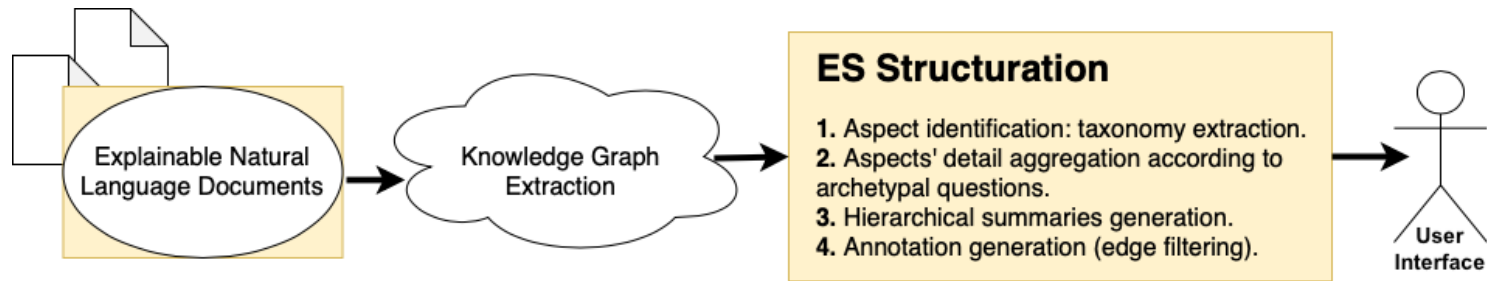 Explainable Natural
Language Documents
Knowledge Graph
Extraction
ES Structuration
1. Aspect identification: taxonomy extraction.
2. Aspects' detail aggregation according to
archetypal questions.
3. Hierarchical summaries generation.
4. Annotation generation (edge filtering).
User
Interface